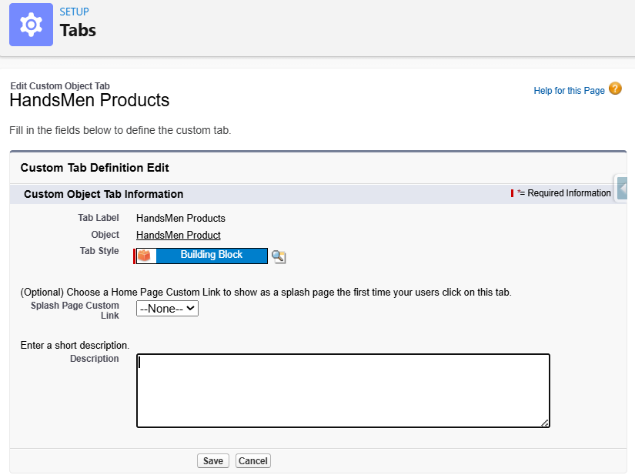 SETUP
Tabs
Edit Custom Object Tab
HandsMen Products
Help for this Page ?
Fill in the fields below to define the custom tab.
Custom Tab Definition Edit
Custom Object Tab Information
= Required Information
Tab Label HandsMen Products
Object HandsMen Product
Tab Style Building Block
(Optional) Choose a Home Page Custom Link to show as a splash page the first time your users click on this tab.
Splash Page Custom Link --None--
Enter a short description.
Description
Save Cancel